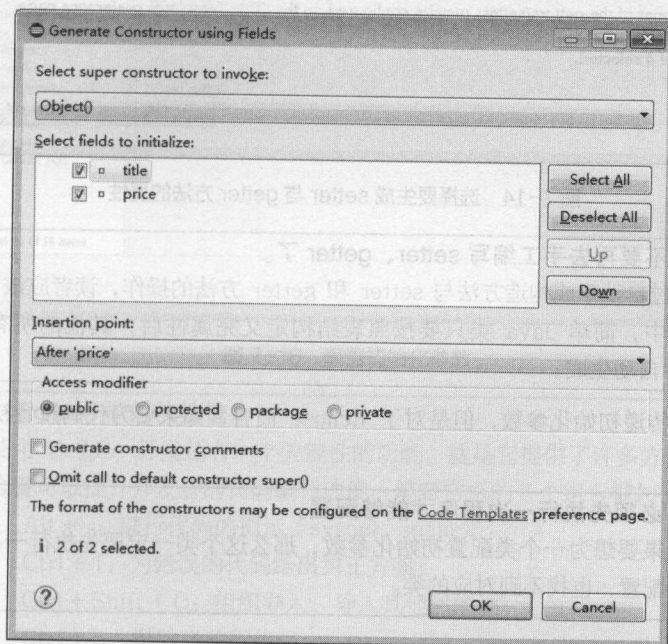 Generate Constructor using Fields
Select super constructor to invoke:
Object()
Select fields to initialize:
title
price
Select All
Deselect All
Up
Down
Insertion point:
After 'price'
Access modifier
public protected package private
Generate constructor comments
Omit call to default constructor super()
The format of the constructors may be configured on the Code Templates preference page.
i 2 of 2 selected.
?
OK Cancel